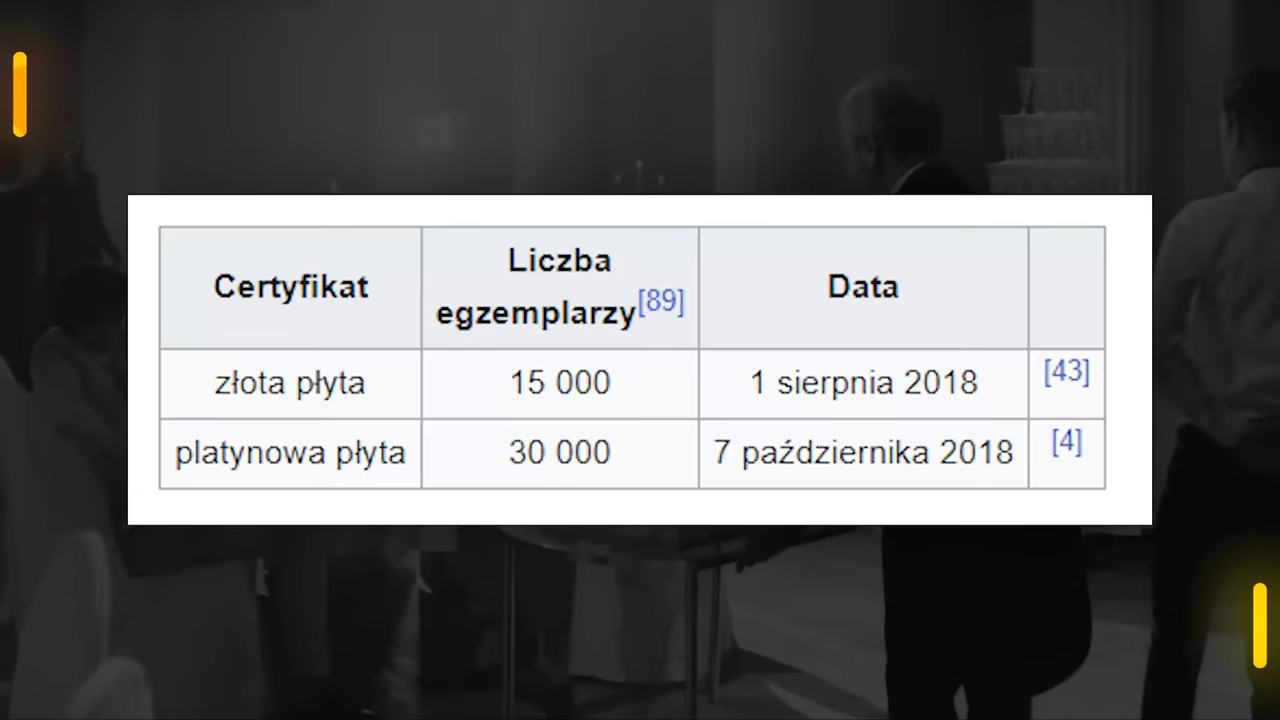 Certyfikat
Liczba
egzemplarzy[89]
Data
złota płyta 15 000 1 sierpnia 2018 [43]
platynowa płyta 30 000 7 października 2018 [4]